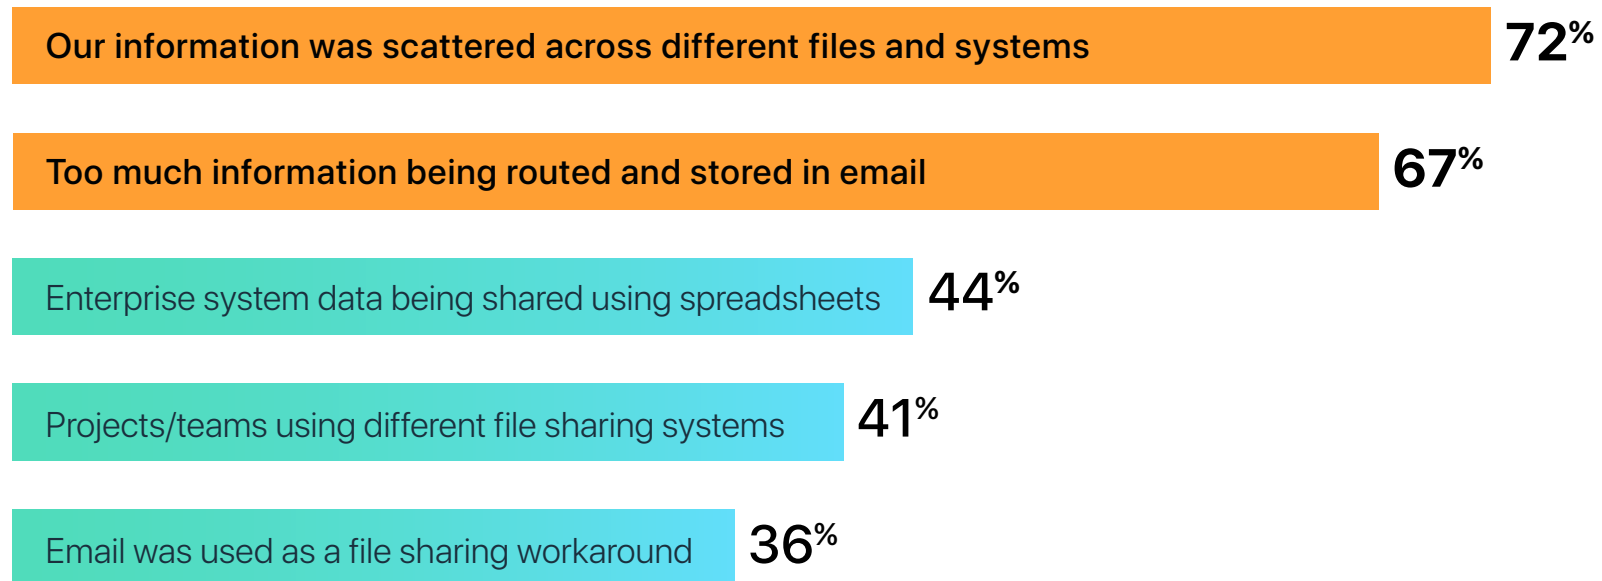 Our information was scattered across different files and systems 72%
Too much information being routed and stored in email 67%
Enterprise system data being shared using spreadsheets 44%
Projects/teams using different file sharing systems 41%
Email was used as a file sharing workaround 36%